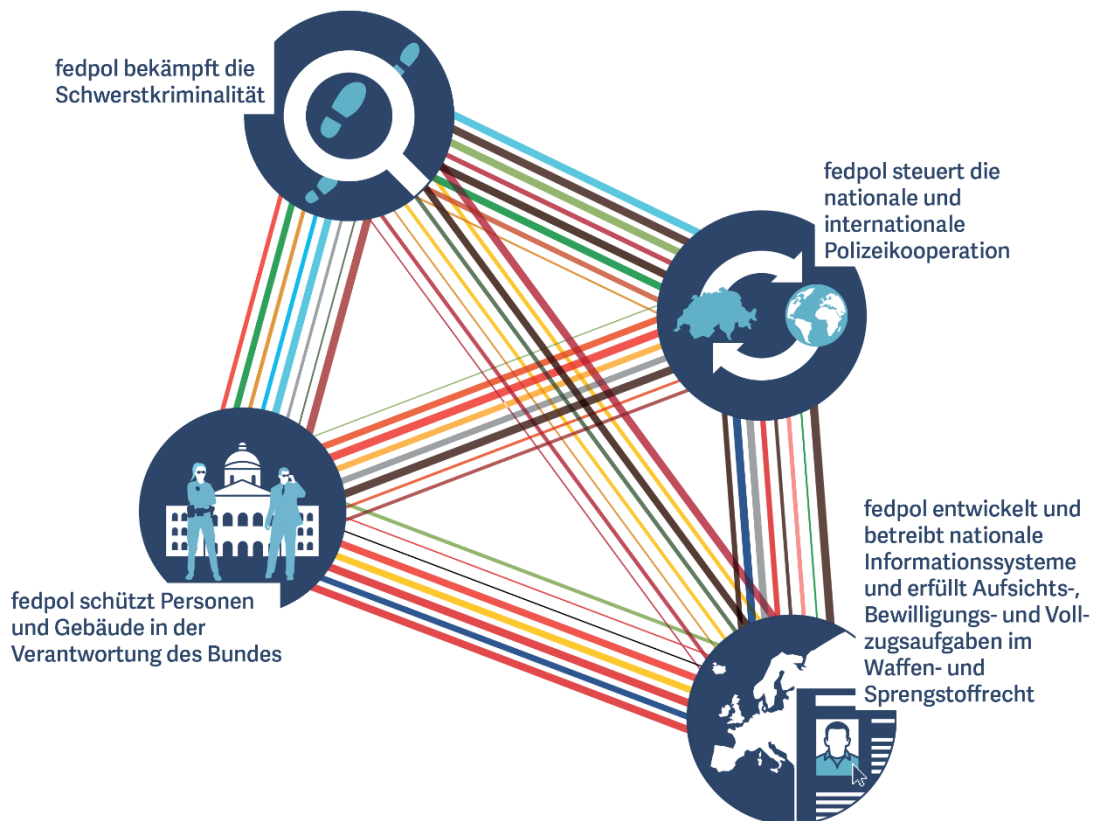 fedpol bekämpft die
Schwerstkriminalität
fedpol steuert die
nationale und
internationale
Polizeikooperation
fedpol schützt Personen
und Gebäude in der
Verantwortung des Bundes
fedpol entwickelt und
betreibt nationale
Informationssysteme
und erfüllt Aufsichts-,
Bewilligungs- und Voll-
zugsaufgaben im
Waffen- und
Sprengstoffrecht